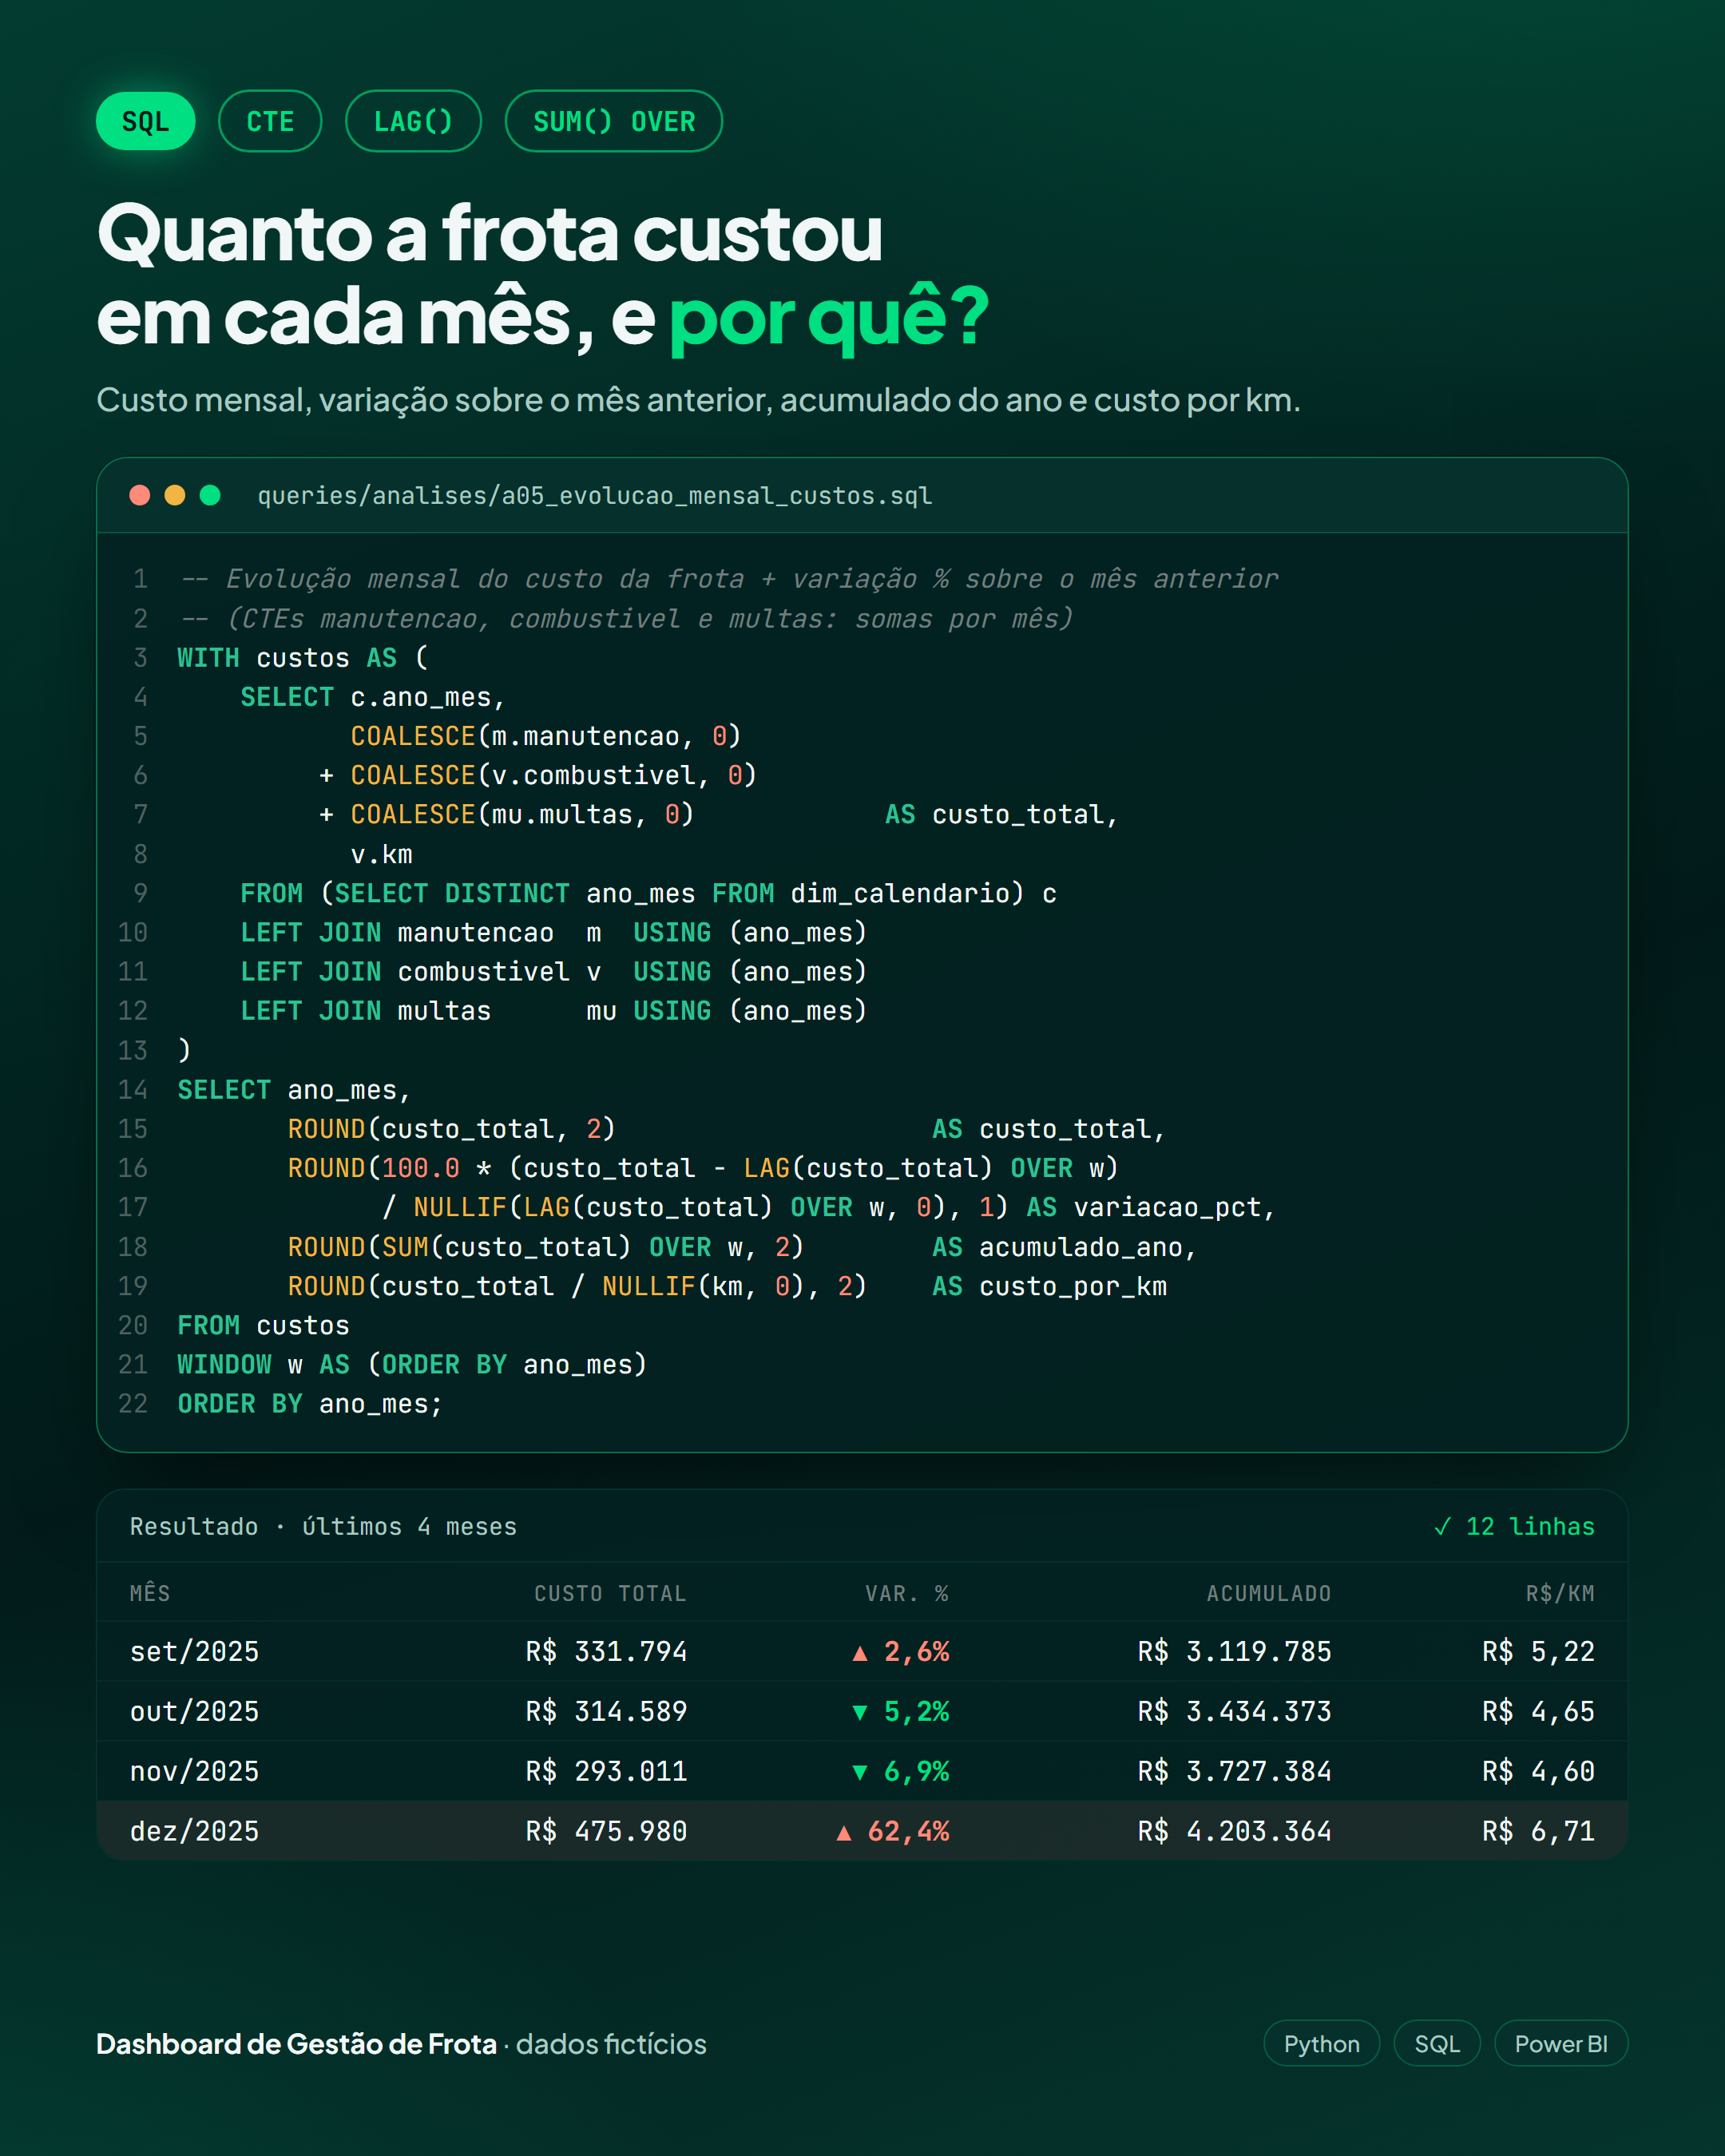 SQL CTE LAG() SUM() OVER
Quanto a frota custou
em cada mês, e por quê?
Custo mensal, variação sobre o mês anterior, acumulado do ano e custo por km.
queries/analises/a05_evolucao_mensal_custos.sql
1 -- Evolução mensal do custo da frota + variação % sobre o mês anterior
2 -- (CTEs manutencao, combustivel e multas: somas por mês)
3 WITH custos AS (
4     SELECT c.ano_mes,
5            COALESCE(m.manutencao, 0)
6          + COALESCE(v.combustivel, 0)
7          + COALESCE(mu.multas, 0)            AS custo_total,
8            v.km
9     FROM (SELECT DISTINCT ano_mes FROM dim_calendario) c
10     LEFT JOIN manutencao  m  USING (ano_mes)
11     LEFT JOIN combustivel v  USING (ano_mes)
12     LEFT JOIN multas      mu USING (ano_mes)
13 )
14 SELECT ano_mes,
15        ROUND(custo_total, 2)                    AS custo_total,
16        ROUND(100.0 * (custo_total - LAG(custo_total) OVER w)
17              / NULLIF(LAG(custo_total) OVER w, 0), 1) AS variacao_pct,
18        ROUND(SUM(custo_total) OVER w, 2)        AS acumulado_ano,
19        ROUND(custo_total / NULLIF(km, 0), 2)    AS custo_por_km
20 FROM custos
21 WINDOW w AS (ORDER BY ano_mes)
22 ORDER BY ano_mes;
Resultado · últimos 4 meses ✓ 12 linhas
MÊS CUSTO TOTAL VAR. % ACUMULADO R$/KM
set/2025 R$ 331.794 ▲ 2,6% R$ 3.119.785 R$ 5,22
out/2025 R$ 314.589 ▼ 5,2% R$ 3.434.373 R$ 4,65
nov/2025 R$ 293.011 ▼ 6,9% R$ 3.727.384 R$ 4,60
dez/2025 R$ 475.980 ▲ 62,4% R$ 4.203.364 R$ 6,71
Dashboard de Gestão de Frota · dados fictícios Python SQL Power BI